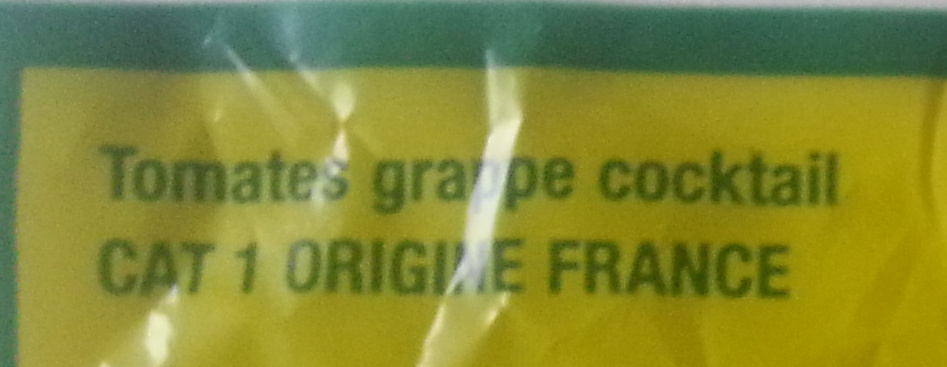 Tomates grappe cocktail
CAT 1 ORIGINE FRANCE